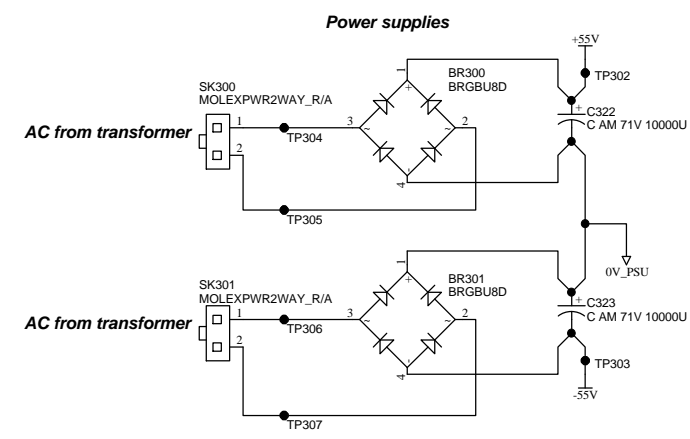 Power supplies
+55V
TP302
SK300
MOLEXPWR2WAY_R/A
BR300
BRGBU8D
1
+
C322
C AM 71V 10000U
+
AC from transformer
1
TP304
3
~
~
2
2
-
4
TP305
0V_PSU
SK301
MOLEXPWR2WAY_R/A
BR301
BRGBU8D
1
+
C323
C AM 71V 10000U
+
AC from transformer
1
TP306
3
~
~
2
2
-
4
TP303
-55V
TP307